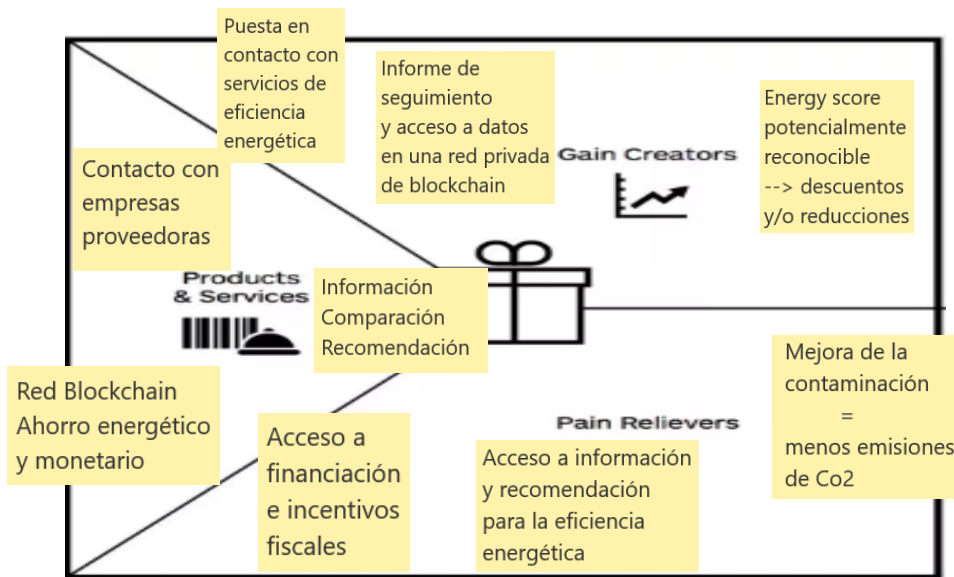 Puesta en
contacto con
servicios de
eficiencia
energética
Informe de
seguimiento
y acceso a datos
en una red privada
de blockchain
Gain Creators
Energy score
potencialmente
reconocible
--> descuentos
y/o reducciones
Contacto con
empresas
proveedoras
Products
& Services
Información
Comparación
Recomendación
Red Blockchain
Ahorro energético
y monetario
Acceso a
financiación
e incentivos
fiscales
Pain Relievers
Acceso a información
y recomendación
para la eficiencia
energética
Mejora de la
contaminación
=
menos emisiones
de Co2